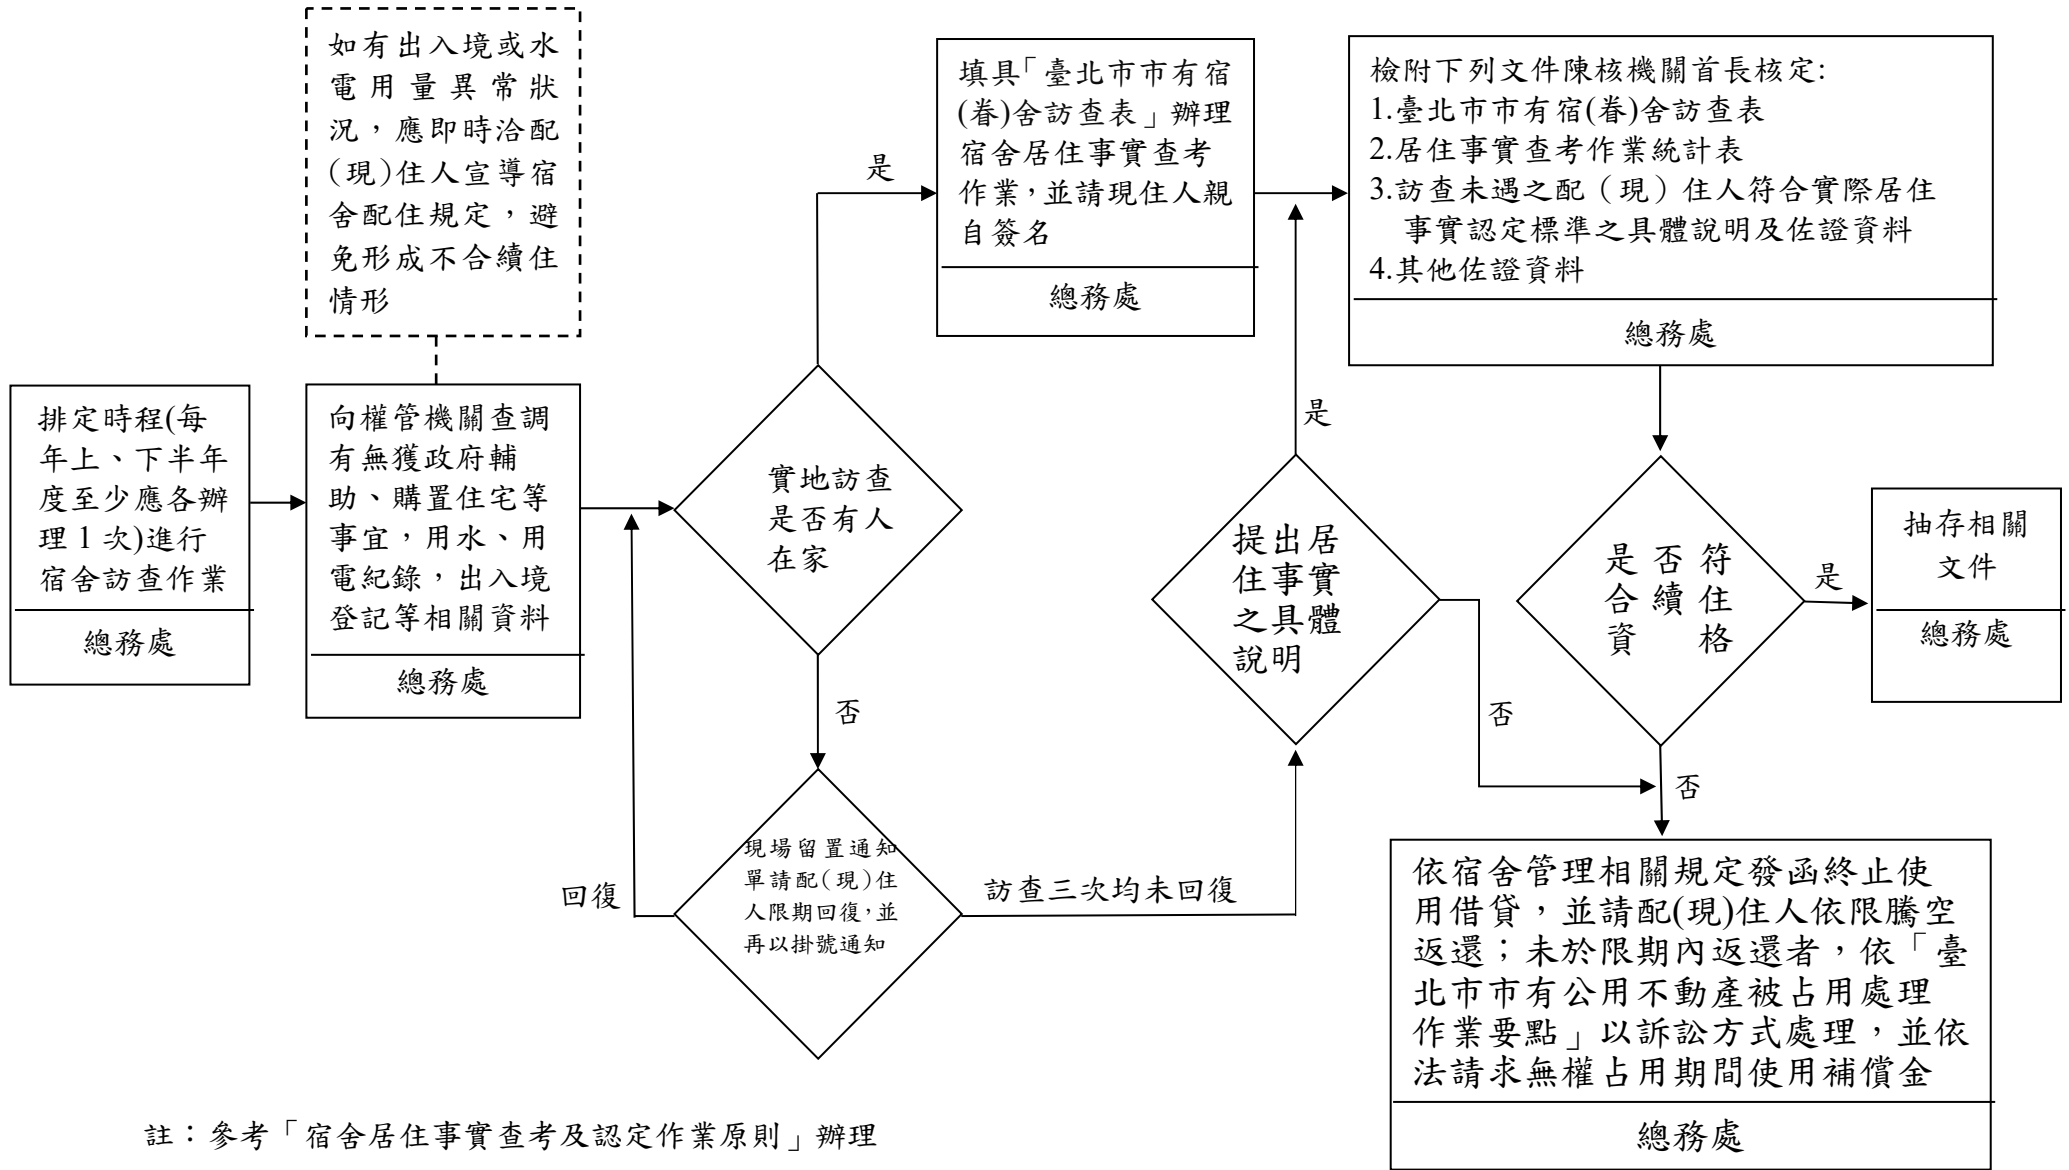 如有出入境或水
電用量異常狀
況，應即時洽配
(現)住人宣導宿
舍配住規定，避
免形成不合續住
情形
排定時程(每
年上、下半年
度至少應各辦
理 1 次)進行
宿舍訪查作業
總務處
向權管機關查調
有無獲政府輔
助、購置住宅等
事宜，用水、用
電紀錄，出入境
登記等相關資料
總務處
實地訪查
是否有人
在家
是
否
填具「臺北市市有宿
(眷)舍訪查表」辦理
宿舍居住事實查考
作業，並請現住人親
自簽名
總務處
現場留置通知
單請配(現)住
人限期回復，並
再以掛號通知
回復
訪查三次均未回復
提出居
住事實
之具體
說明
是
否
檢附下列文件陳核機關首長核定:
1.臺北市市有宿(眷)舍訪查表
2.居住事實查考作業統計表
3.訪查未遇之配（現）住人符合實際居住
事實認定標準之具體說明及佐證資料
4.其他佐證資料
總務處
是否符
合續住
資格
是
否
抽存相關
文件
總務處
依宿舍管理相關規定發函終止使
用借貸，並請配(現)住人依限騰空
返還；未於限期內返還者，依「臺
北市市有公用不動產被占用處理
作業要點」以訴訟方式處理，並依
法請求無權占用期間使用補償金
總務處
註：參考「宿舍居住事實查考及認定作業原則」辦理